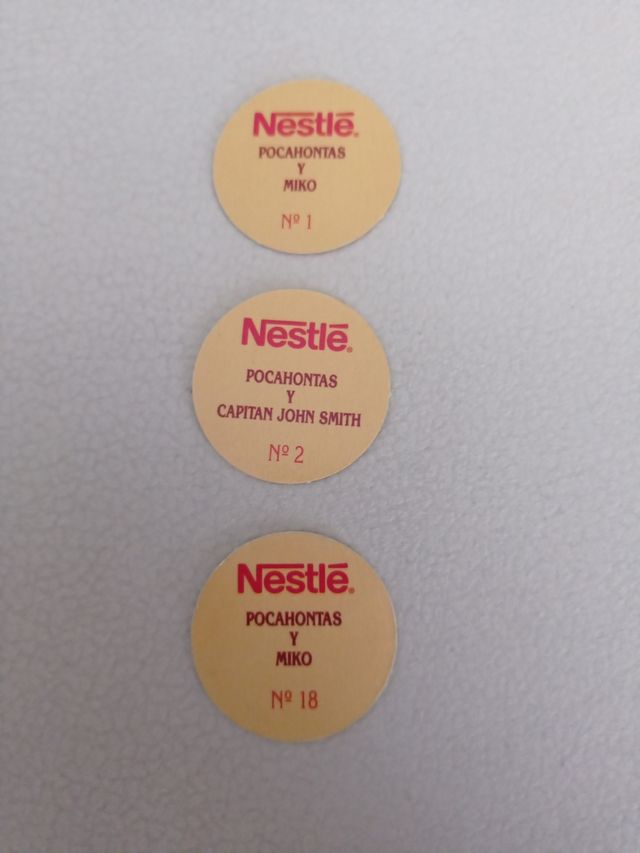 Nestlé®
POCAHONTAS
Y
MIKO
Nº 1
Nestlé®
POCAHONTAS
Y
CAPITAN JOHN SMITH
Nº 2
Nestlé®
POCAHONTAS
Y
MIKO
Nº 18